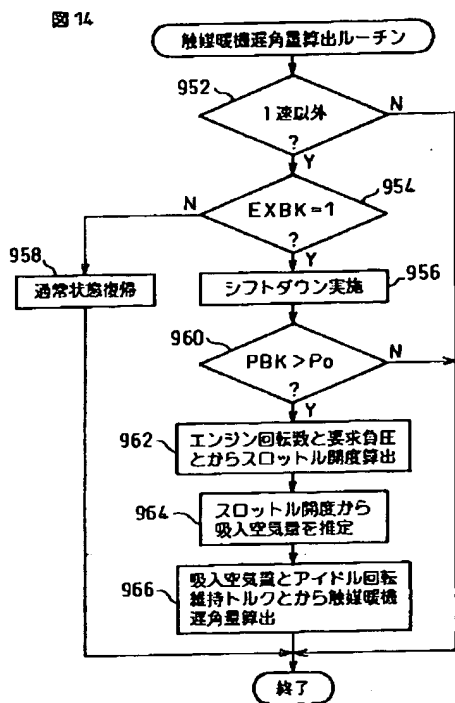 図14
触媒暖機遅角量算出ルーチン
952
1速以外
?
N
Y
954
EXBK=1
?
N
Y
958
通常状態復帰
956
シフトダウン実施
960
PBK>Po
?
N
Y
962
エンジン回転数と要求負圧
とからスロットル開度算出
964
スロットル開度から
吸入空気量を推定
966
吸入空気量とアイドル回転
維持トルクとから触媒暖機
遅角量算出
終了